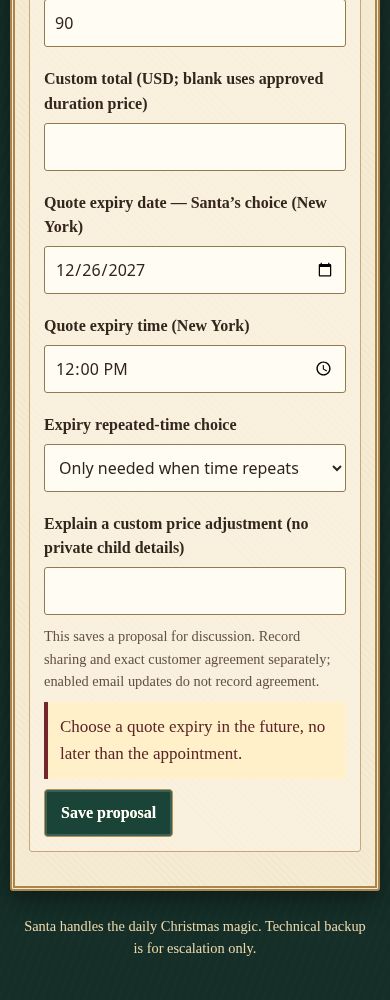 90
Custom total (USD; blank uses approved
duration price)
Quote expiry date — Santa’s choice (New
York)
12/26/2027
Quote expiry time (New York)
12:00 PM
Expiry repeated-time choice
Only needed when time repeats
Explain a custom price adjustment (no
private child details)
This saves a proposal for discussion. Record
sharing and exact customer agreement separately;
enabled email updates do not record agreement.
Choose a quote expiry in the future, no
later than the appointment.
Save proposal
Santa handles the daily Christmas magic. Technical backup
is for escalation only.